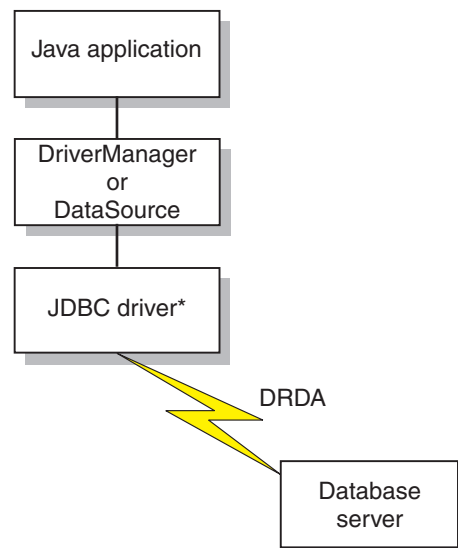 Java application
DriverManager
or
DataSource
JDBC driver*
DRDA
Database
server